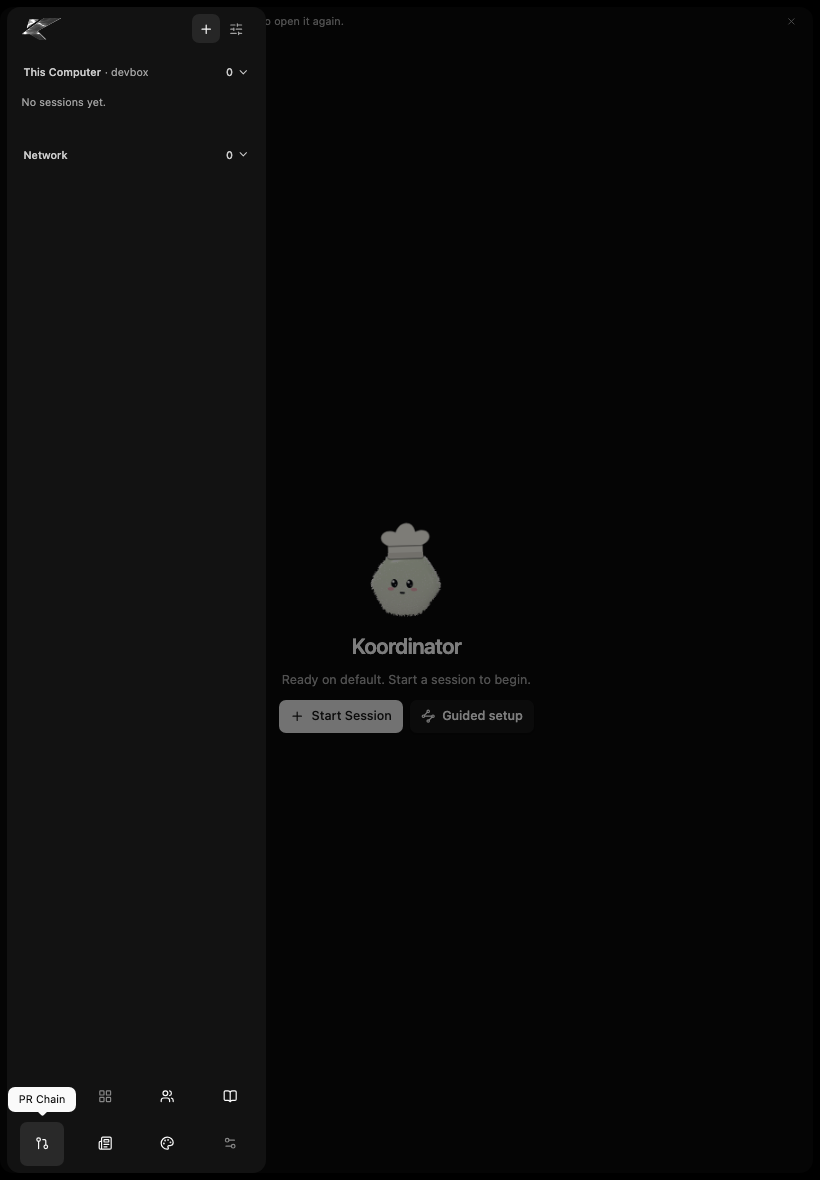 o open it again.
This Computer · devbox 0
No sessions yet.
Network 0
Koordinator
Ready on default. Start a session to begin.
Start Session
Guided setup
PR Chain